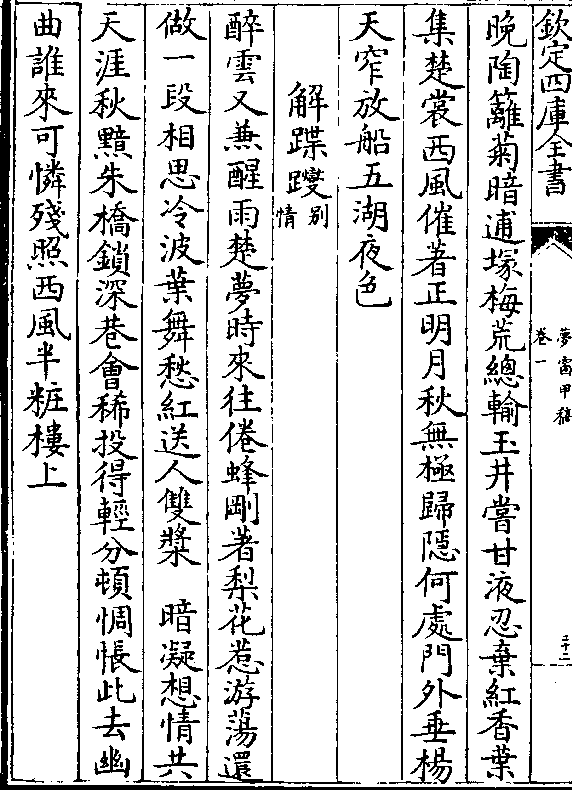 欽定四庫全書
夢窗甲稿
卷一
二十二
晩陶籬菊暗逋塚梅荒總輸玉井嘗甘液忍棄紅香葉
集楚裳西風催著正明月秋無極歸隠何處門外垂楊
天窄放船五湖夜色
解蹀躞別情
醉雲又兼醒雨楚夢時來往倦蜂剛著梨花惹游蕩還
做一段相思冷波葉舞愁紅送人雙槳　暗凝想情共
天涯秋黯朱橋鎖深巷會稀投得輕分頓惆悵此去幽
曲誰來可憐殘照西風半粧樓上